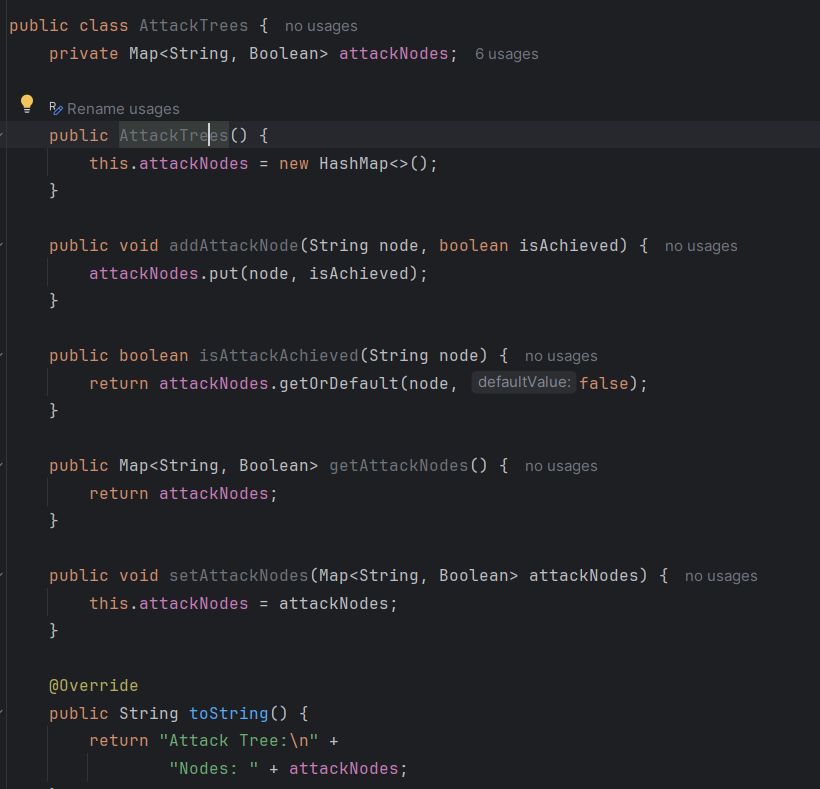 public class AttackTrees {  no usages
    private Map<String, Boolean> attackNodes;  6 usages
    Rename usages
    public AttackTrees() {
        this.attackNodes = new HashMap<>();
    }
    public void addAttackNode(String node, boolean isAchieved) {  no usages
        attackNodes.put(node, isAchieved);
    }
    public boolean isAttackAchieved(String node) {  no usages
        return attackNodes.getOrDefault(node, defaultValue: false);
    }
    public Map<String, Boolean> getAttackNodes() {  no usages
        return attackNodes;
    }
    public void setAttackNodes(Map<String, Boolean> attackNodes) {  no usages
        this.attackNodes = attackNodes;
    }
    @Override
    public String toString() {
        return "Attack Tree:\n" +
                "Nodes: " + attackNodes;